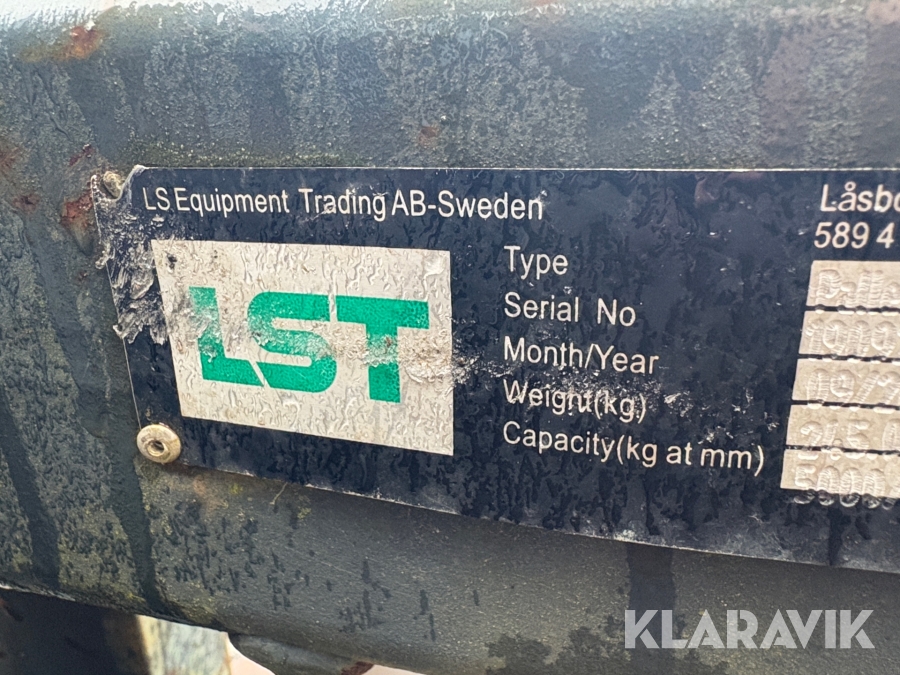 LS Equipment Trading AB-Sweden
589 4
LST
Type
Serial No
Month/Year
Weight(kg)
Capacity(kg at mm)
KLARAVIK